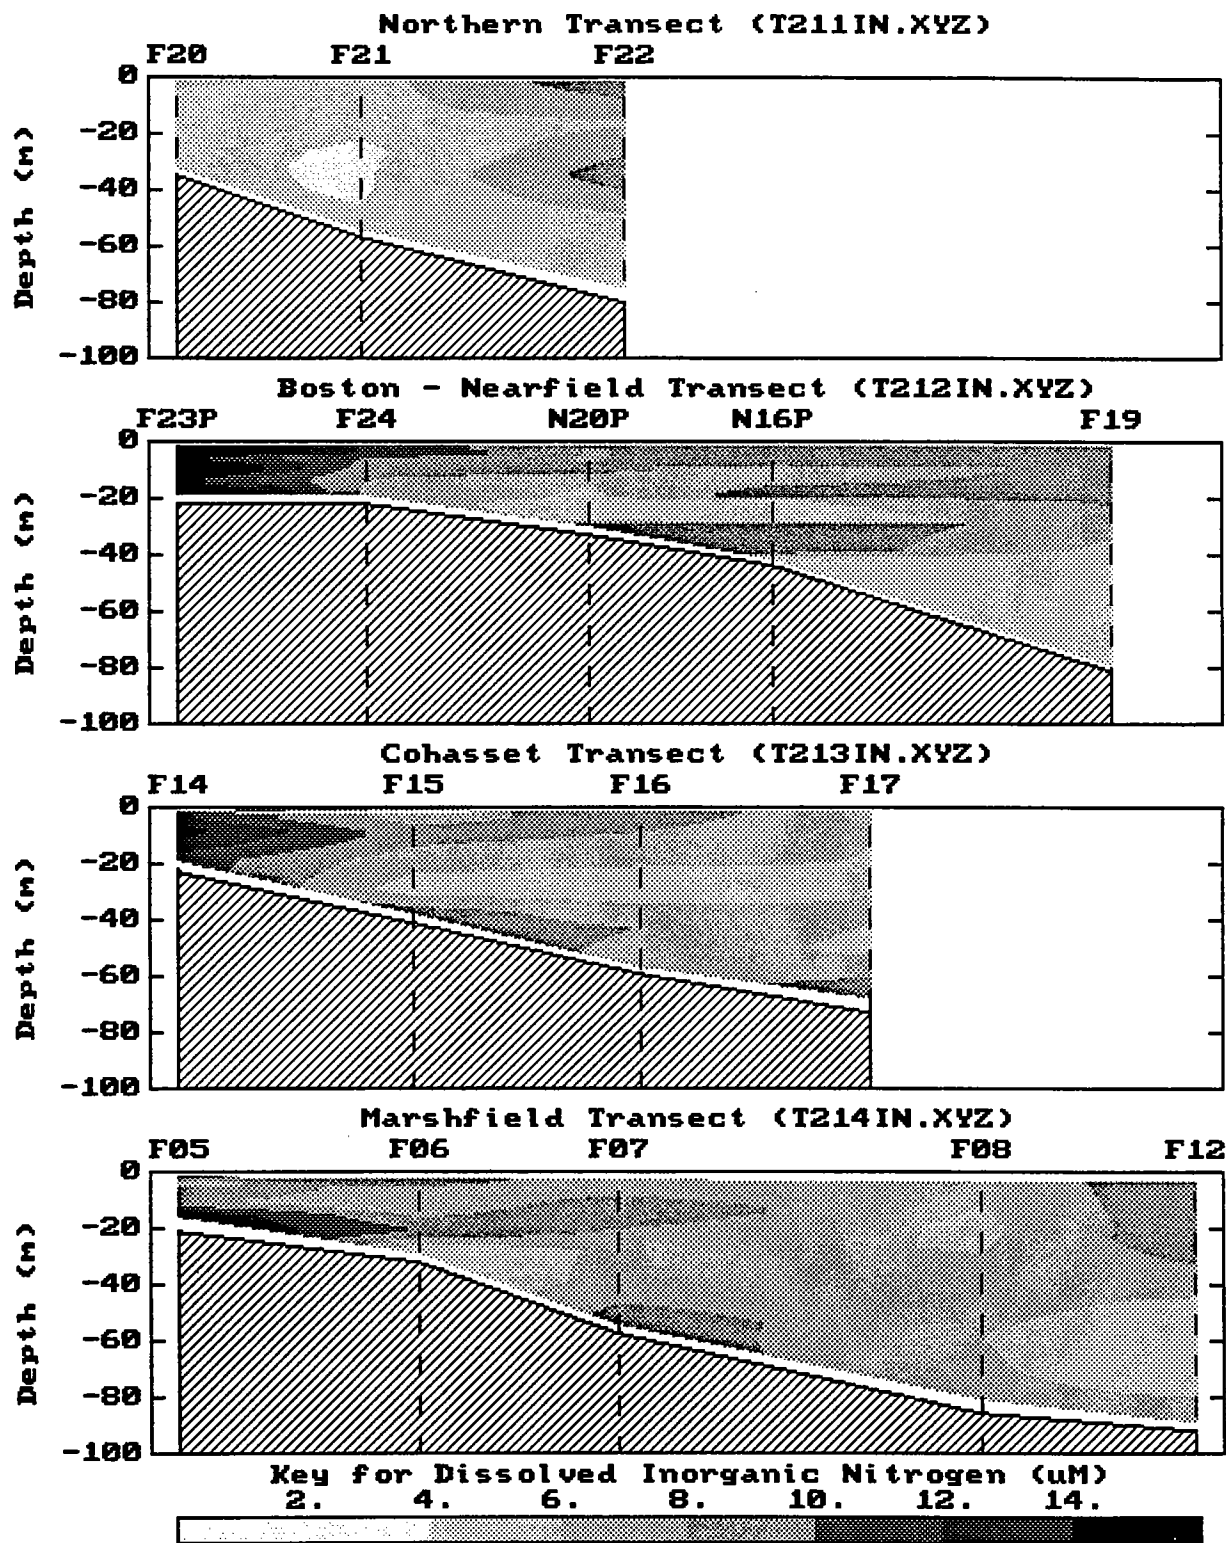 Northern Transect (T211IN.XYZ)
F20 F21 F22
0
-20
-40
-60
-80
-100
Depth (m)
Boston - Nearfield Transect (T212IN.XYZ)
F23P F24 N20P N16P F19
0
-20
-40
-60
-80
-100
Depth (m)
Cohasset Transect (T213IN.XYZ)
F14 F15 F16 F17
0
-20
-40
-60
-80
-100
Depth (m)
Marshfield Transect (T214IN.XYZ)
F05 F06 F07 F08 F12
0
-20
-40
-60
-80
-100
Depth (m)
Key for Dissolved Inorganic Nitrogen (uM)
2. 4. 6. 8. 10. 12. 14.